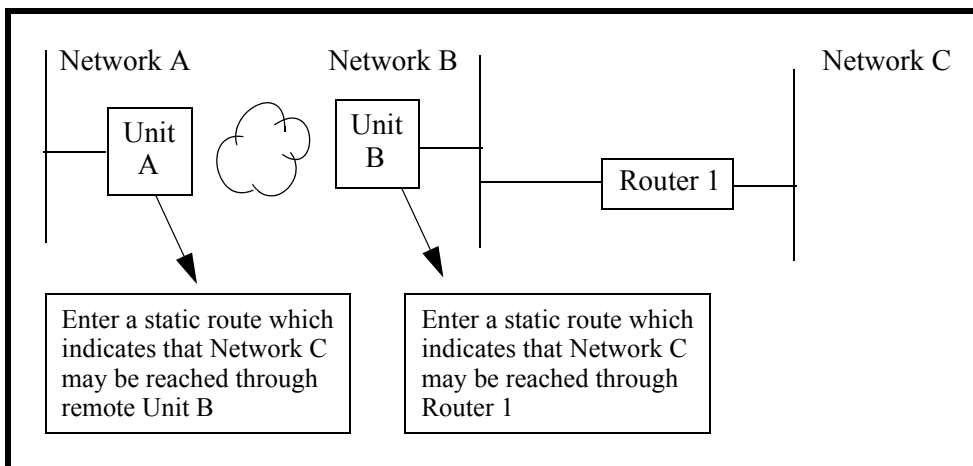 Network A
Network B
Network C
Unit
A
Unit
B
Router 1
Enter a static route which
indicates that Network C
may be reached through
remote Unit B
Enter a static route which
indicates that Network C
may be reached through
Router 1